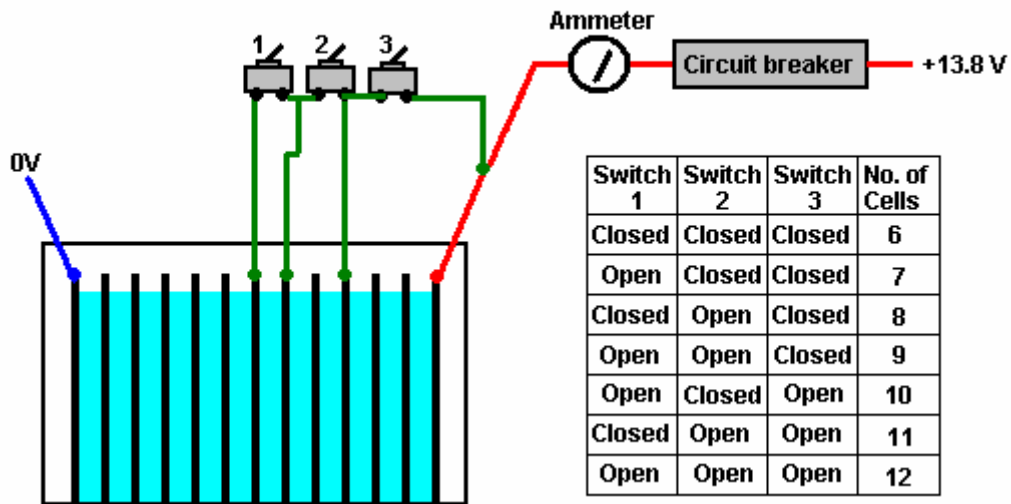 Ammeter
1 2 3
Circuit breaker
+13.8 V
0V
Switch 1 Switch 2 Switch 3 No. of Cells
Closed Closed Closed 6
Open Closed Closed 7
Closed Open Closed 8
Open Open Closed 9
Open Closed Open 10
Closed Open Open 11
Open Open Open 12